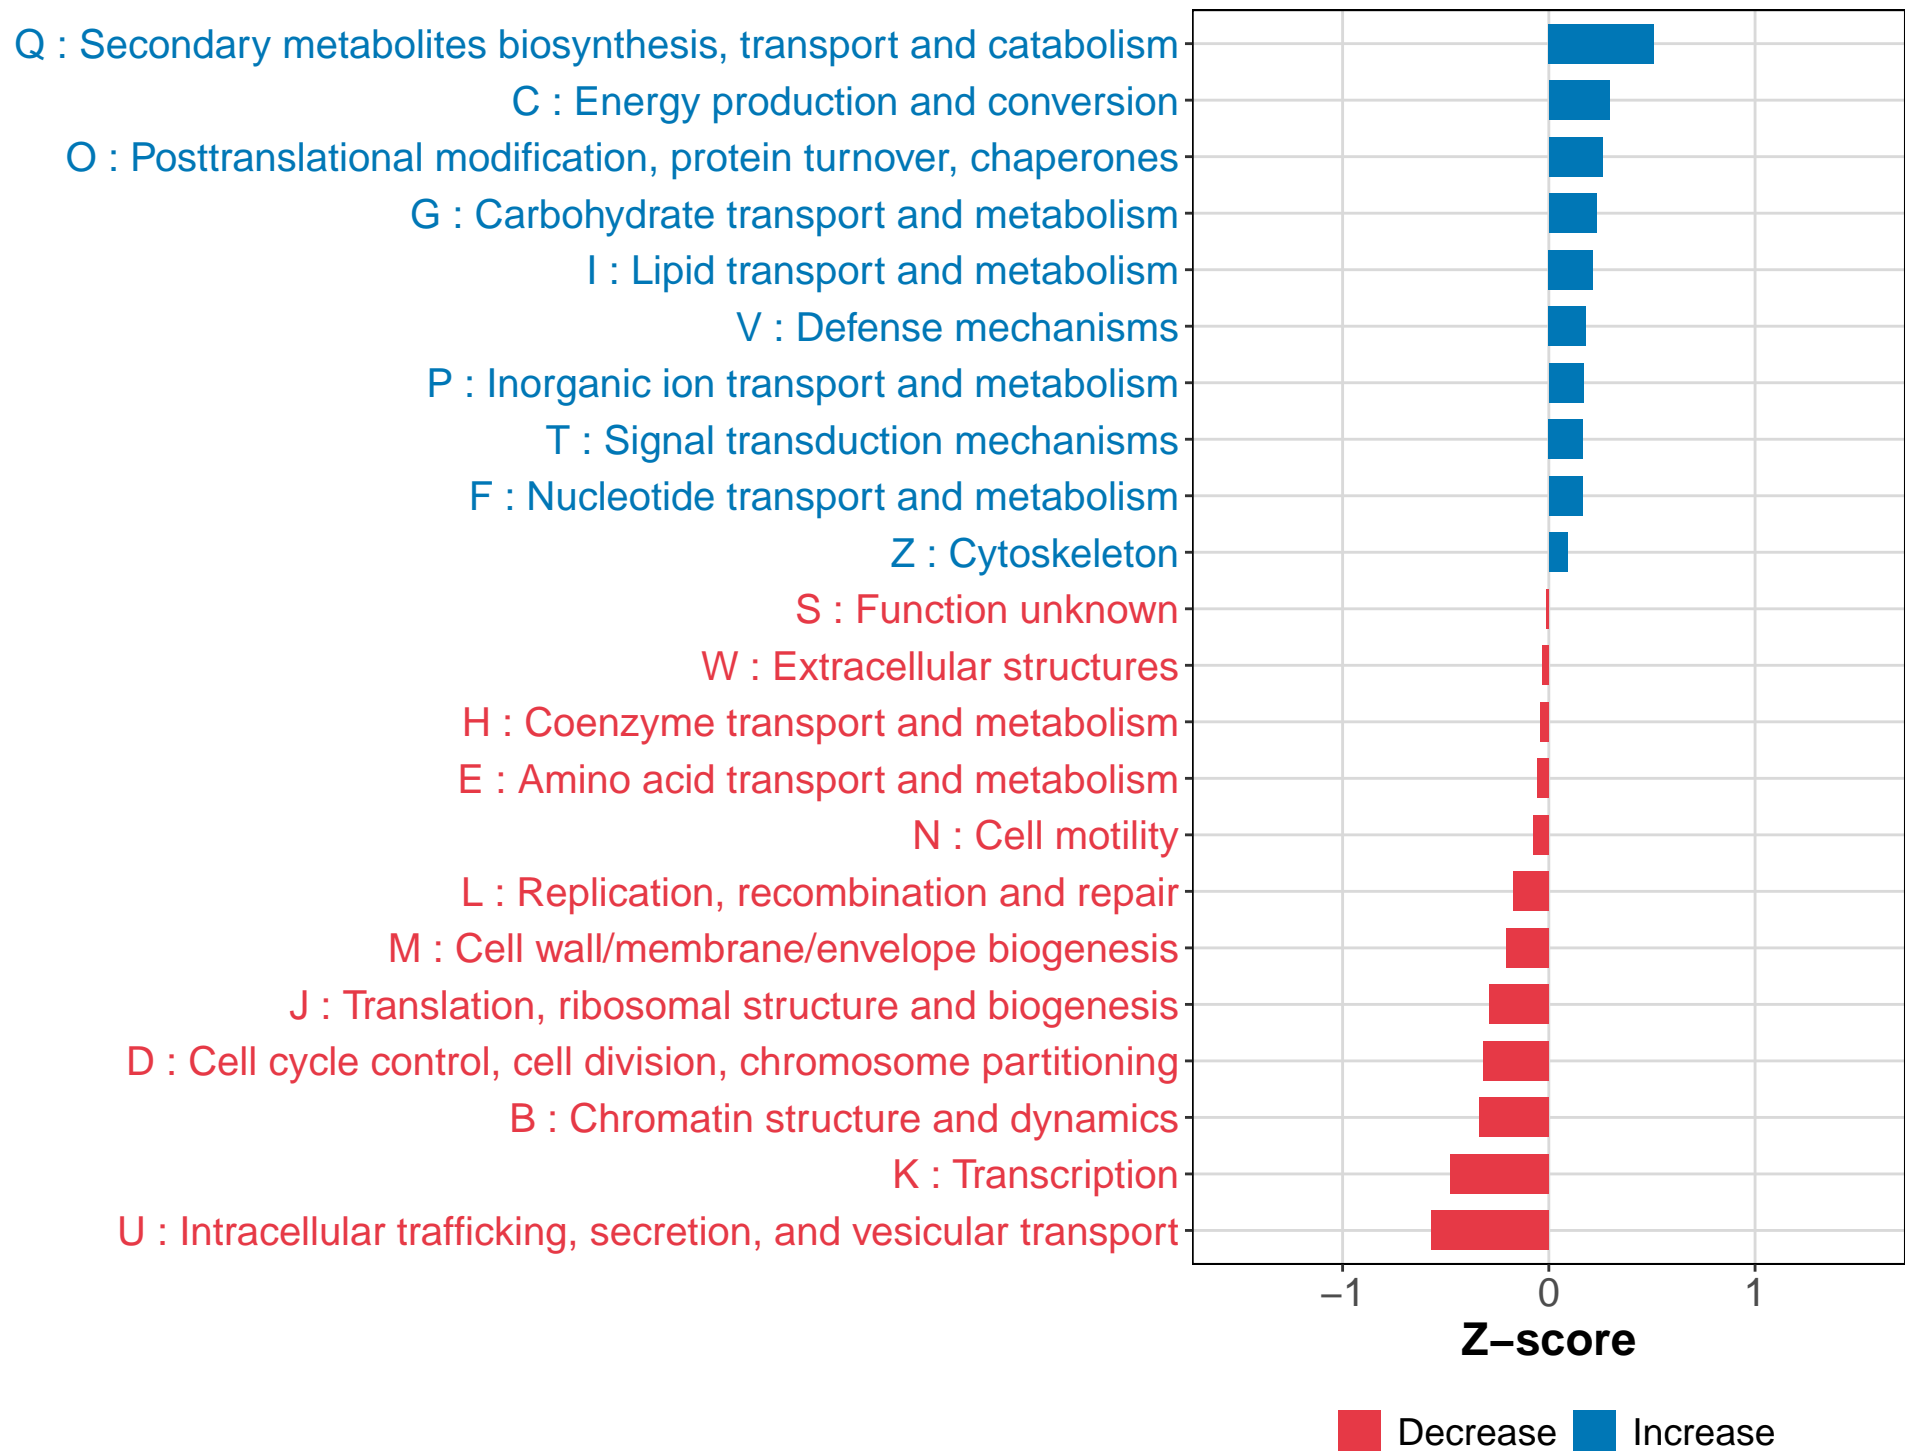 Q : Secondary metabolites biosynthesis, transport and catabolism
C : Energy production and conversion
O : Posttranslational modification, protein turnover, chaperones
G : Carbohydrate transport and metabolism
I : Lipid transport and metabolism
V : Defense mechanisms
P : Inorganic ion transport and metabolism
T : Signal transduction mechanisms
F : Nucleotide transport and metabolism
Z : Cytoskeleton
S : Function unknown
W : Extracellular structures
H : Coenzyme transport and metabolism
E : Amino acid transport and metabolism
N : Cell motility
L : Replication, recombination and repair
M : Cell wall/membrane/envelope biogenesis
J : Translation, ribosomal structure and biogenesis
D : Cell cycle control, cell division, chromosome partitioning
B : Chromatin structure and dynamics
K : Transcription
U : Intracellular trafficking, secretion, and vesicular transport
−1 0 1
Z−score
Decrease Increase